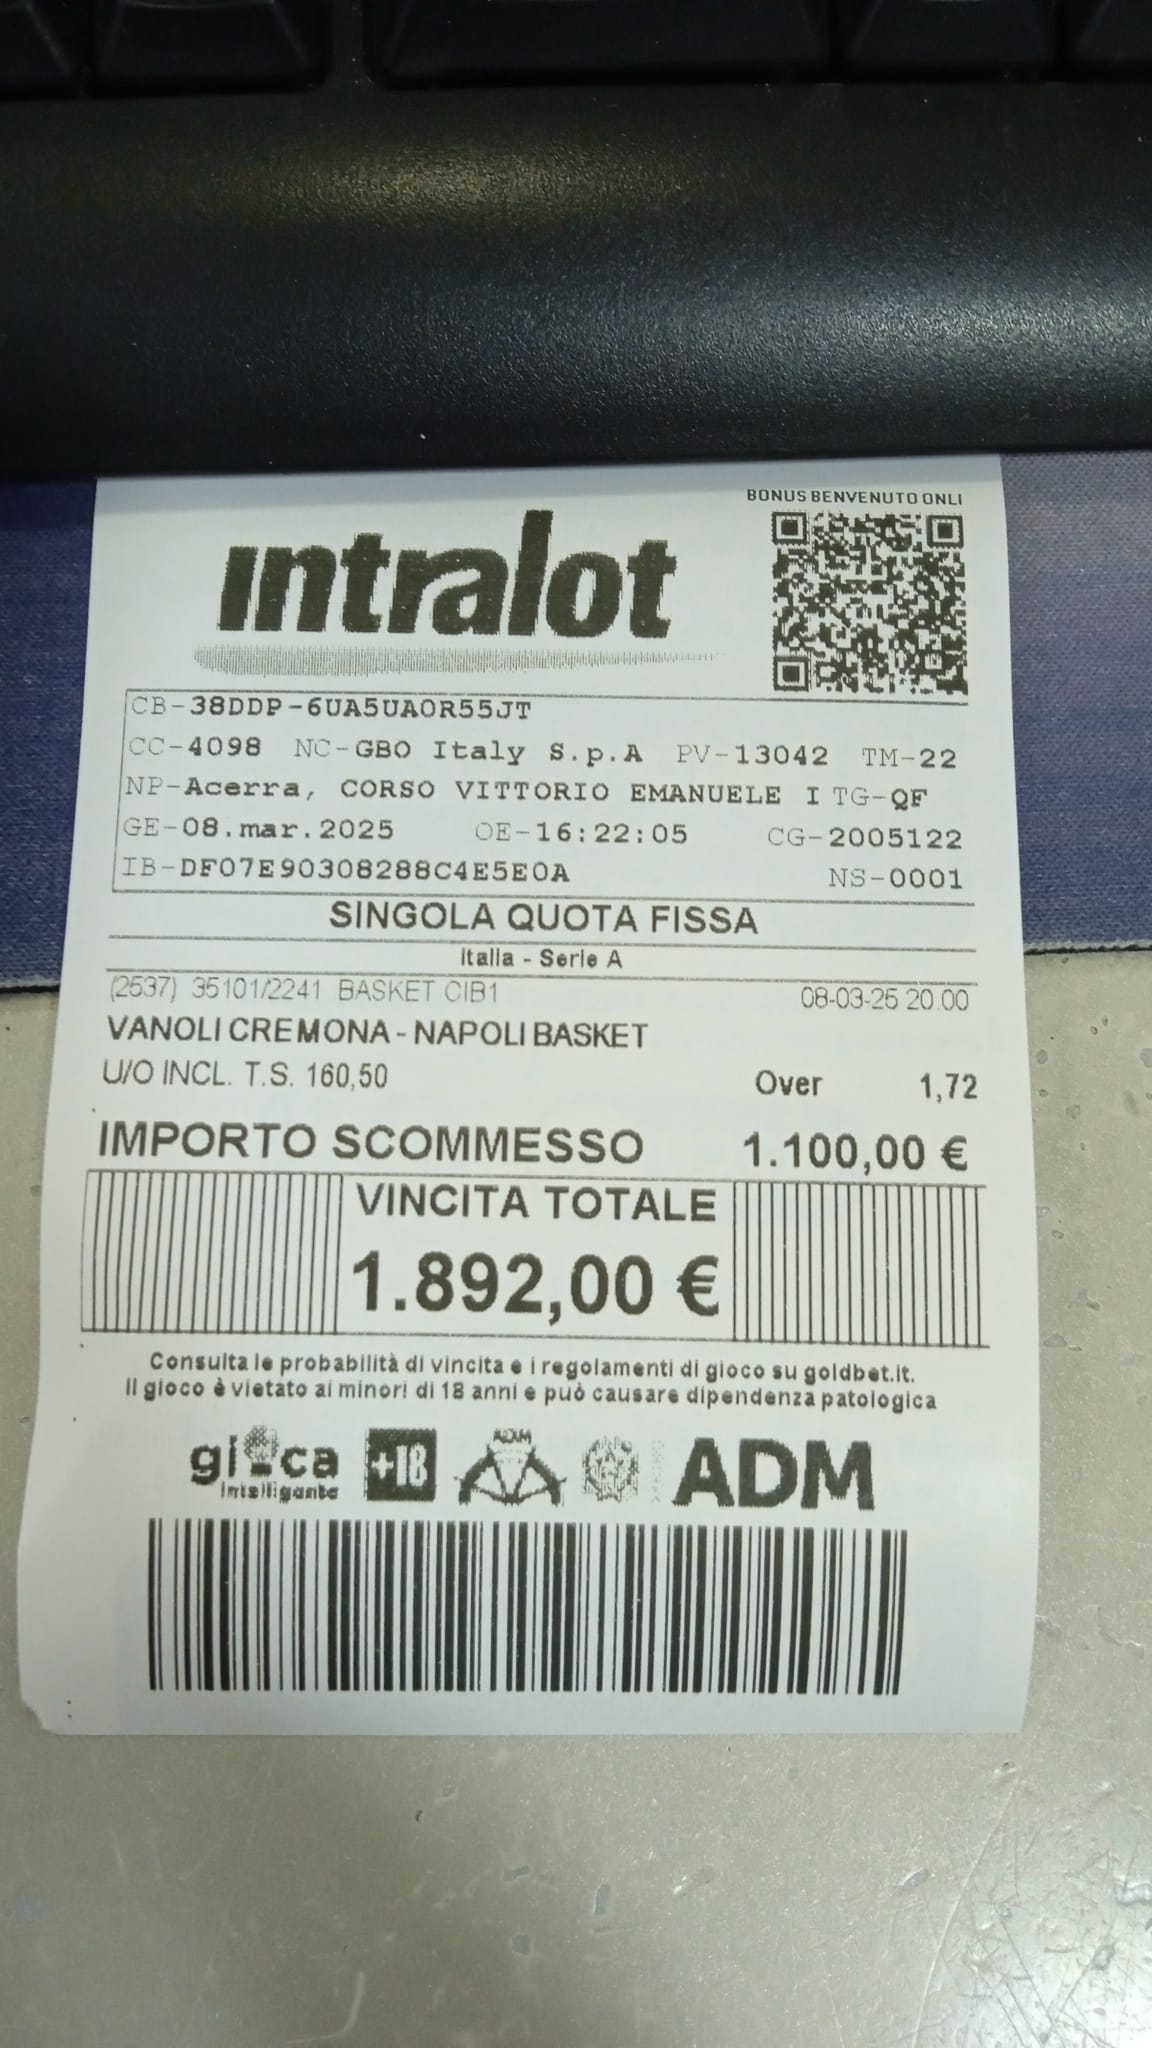 BONUS BENVENUTO ONLI
intralot
CB-38DDP-6UA5UA0R55JT
CC-4098 NC-GBO Italy S.p.A PV-13042 TM-22
NP-Acerra, CORSO VITTORIO EMANUELE I TG-QF
GE-08.mar.2025 OE-16:22:05 CG-2005122
IB-DF07E90308288C4E5E0A NS-0001
SINGOLA QUOTA FISSA
Italia - Serie A
(2537) 35101/2241 BASKET CIB1 08-03-25 20.00
VANOLI CREMONA - NAPOLI BASKET
U/O INCL. T.S. 160,50 Over 1,72
IMPORTO SCOMMESSO 1.100,00 €
VINCITA TOTALE
1.892,00 €
Consulta le probabilità di vincita e i regolamenti di gioco su goldbet.it.
Il gioco è vietato ai minori di 18 anni e può causare dipendenza patologica
gioca +18 ADM ADM
intelligente